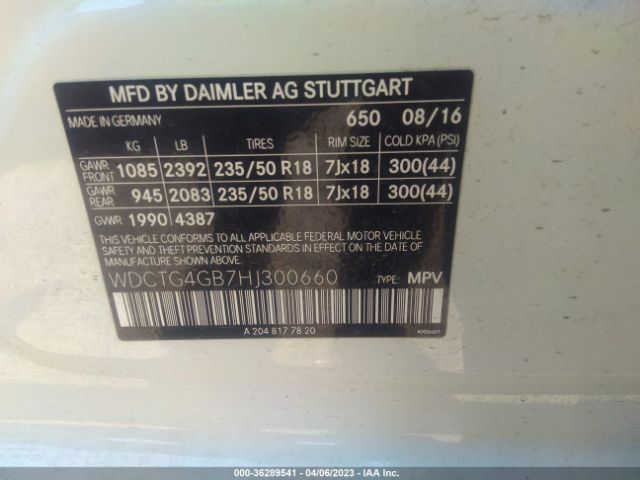 MFD BY DAIMLER AG STUTTGART
MADE IN GERMANY 650 08/16
KG LB TIRES RIM SIZE COLD KPA (PSI)
GAWR FRONT 1085 2392 235/50 R18 7Jx18 300(44)
GAWR REAR 945 2083 235/50 R18 7Jx18 300(44)
GVWR 1990 4387
THIS VEHICLE CONFORMS TO ALL APPLICABLE FEDERAL MOTOR VEHICLE
SAFETY AND THEFT PREVENTION STANDARDS IN EFFECT ON THE DATE OF
MANUFACTURE SHOWN ABOVE.
WDCTG4GB7HJ300660 TYPE: MPV
A 204 817 78 20
000-36289541 - 04/06/2023 - IAA Inc.